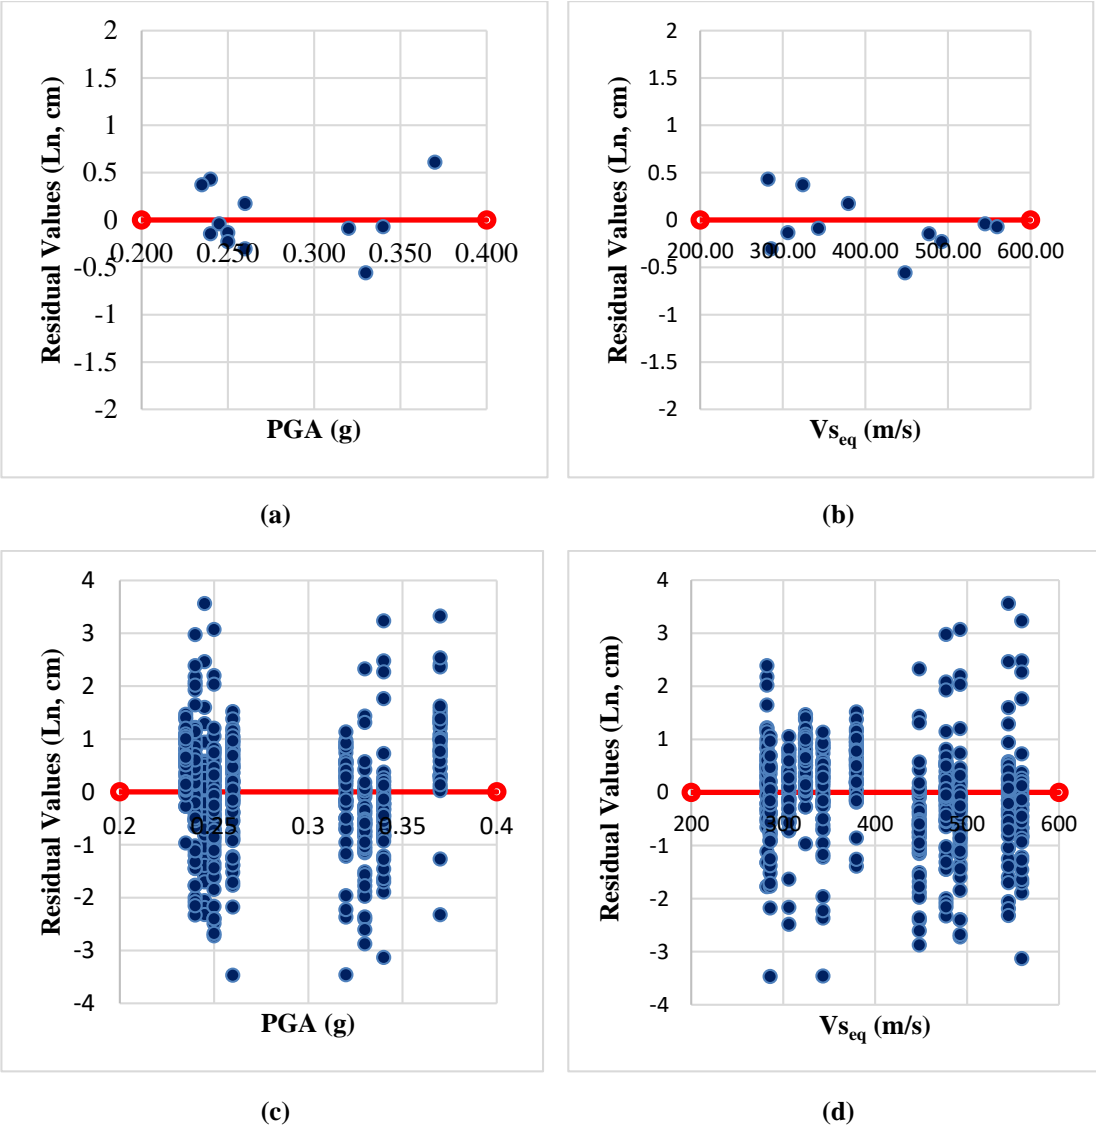 2
1.5
1
0.5
0
-0.5
-1
-1.5
-2
0.200 0.250 0.300 0.350 0.400
Residual Values (Ln, cm)
PGA (g)
(a)
2
1.5
1
0.5
0
-0.5
-1
-1.5
-2
200.00 300.00 400.00 500.00 600.00
Residual Values (Ln, cm)
Vs_eq (m/s)
(b)
4
3
2
1
0
-1
-2
-3
-4
0.2 0.25 0.3 0.35 0.4
Residual Values (Ln, cm)
PGA (g)
(c)
4
3
2
1
0
-1
-2
-3
-4
200 300 400 500 600
Residual Values (Ln, cm)
Vs_eq (m/s)
(d)